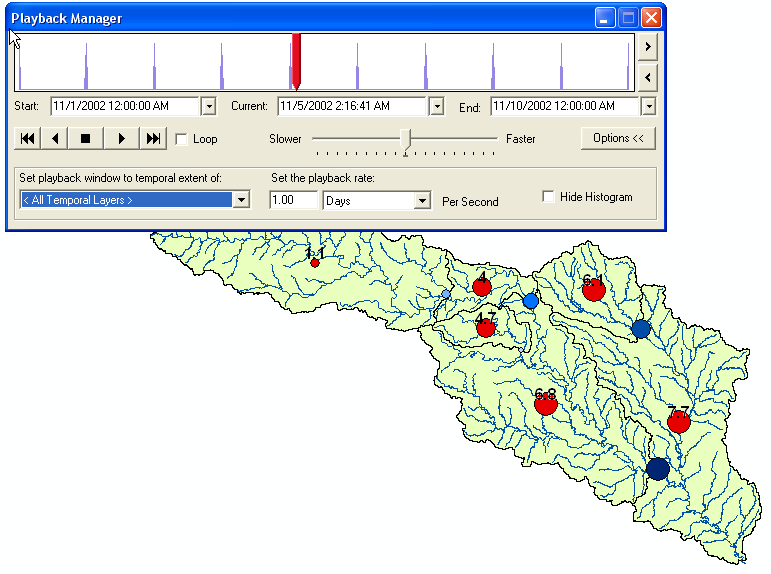 Playback Manager
Start: 11/1/2002 12:00:00 AM Current: 11/5/2002 2:16:41 AM End: 11/10/2002 12:00:00 AM
Loop Slower Faster Options <<
Set playback window to temporal extent of: Set the playback rate:
< All Temporal Layers > 1.00 Days Per Second Hide Histogram
1.1
4
6.1
4.7
6.8
7.7